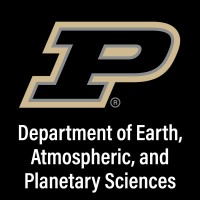 P®
Department of Earth,
Atmospheric, and
Planetary Sciences